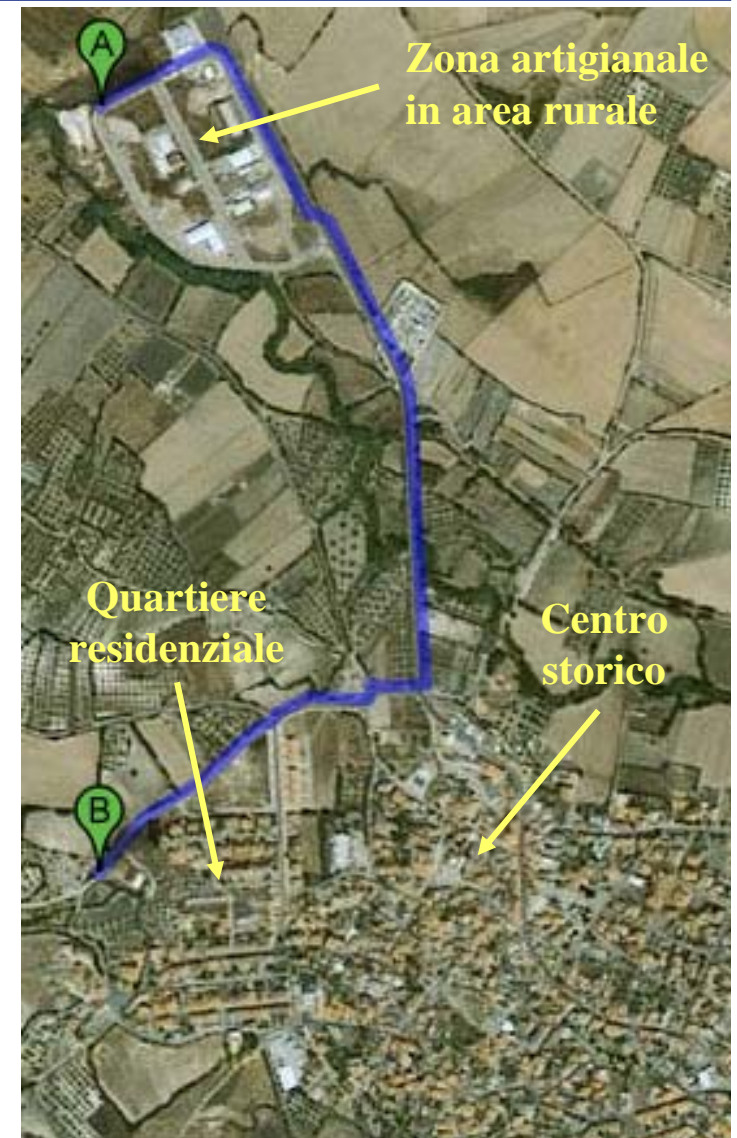 A
Zona artigianale
in area rurale
Quartiere
residenziale
Centro
storico
B